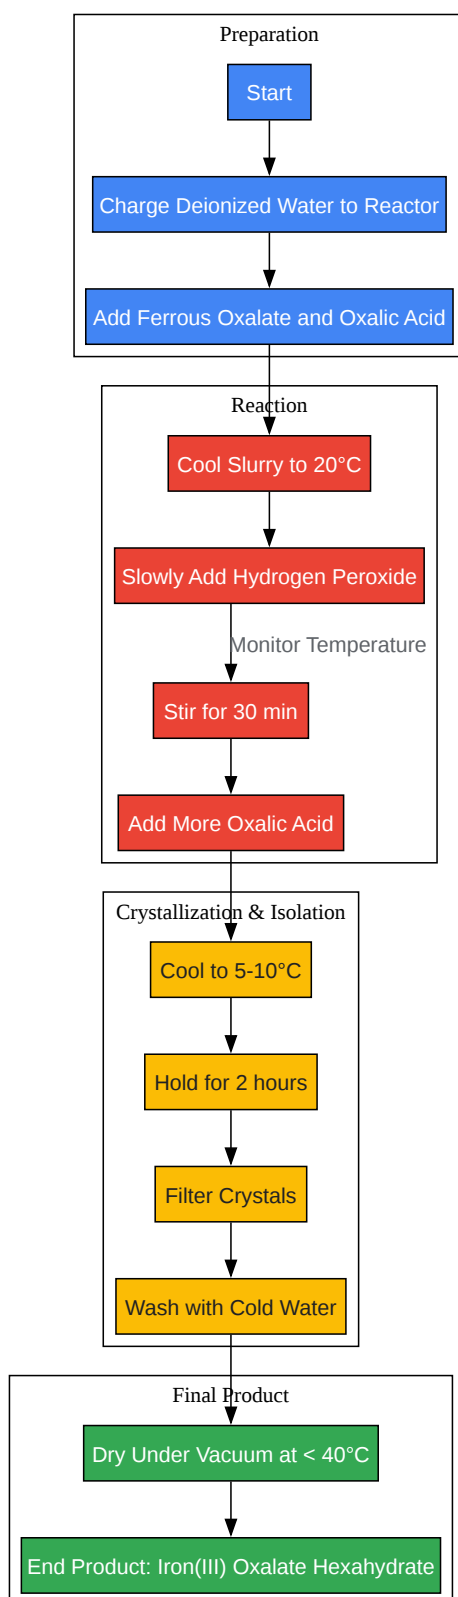 Preparation
Start
Charge Deionized Water to Reactor
Add Ferrous Oxalate and Oxalic Acid
Reaction
Cool Slurry to 20°C
Slowly Add Hydrogen Peroxide
Monitor Temperature
Stir for 30 min
Add More Oxalic Acid
Crystallization & Isolation
Cool to 5-10°C
Hold for 2 hours
Filter Crystals
Wash with Cold Water
Final Product
Dry Under Vacuum at < 40°C
End Product: Iron(III) Oxalate Hexahydrate